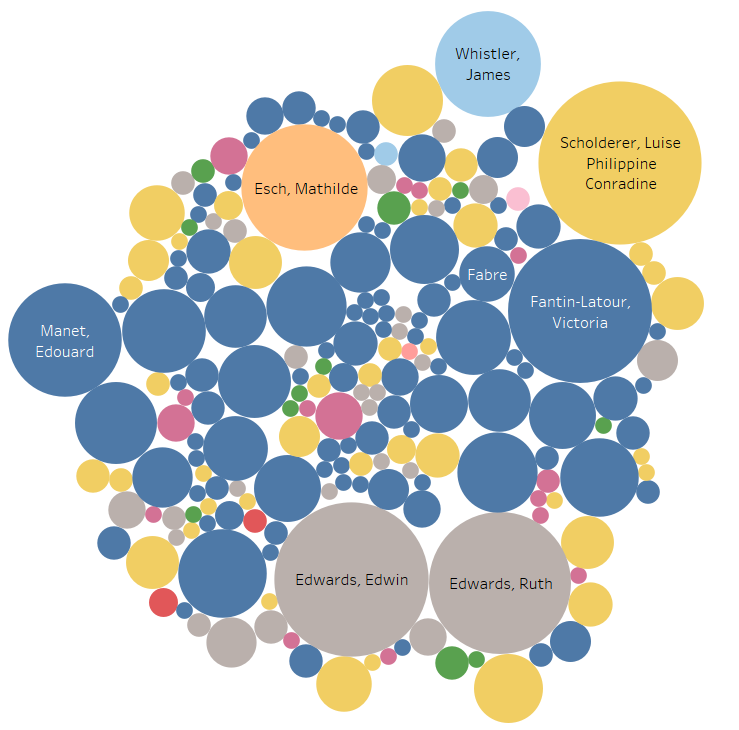 Whistler,
James
Scholderer, Luise
Philippine
Conradine
Esch, Mathilde
Fabre
Fantin-Latour,
Victoria
Manet,
Edouard
Edwards, Edwin
Edwards, Ruth